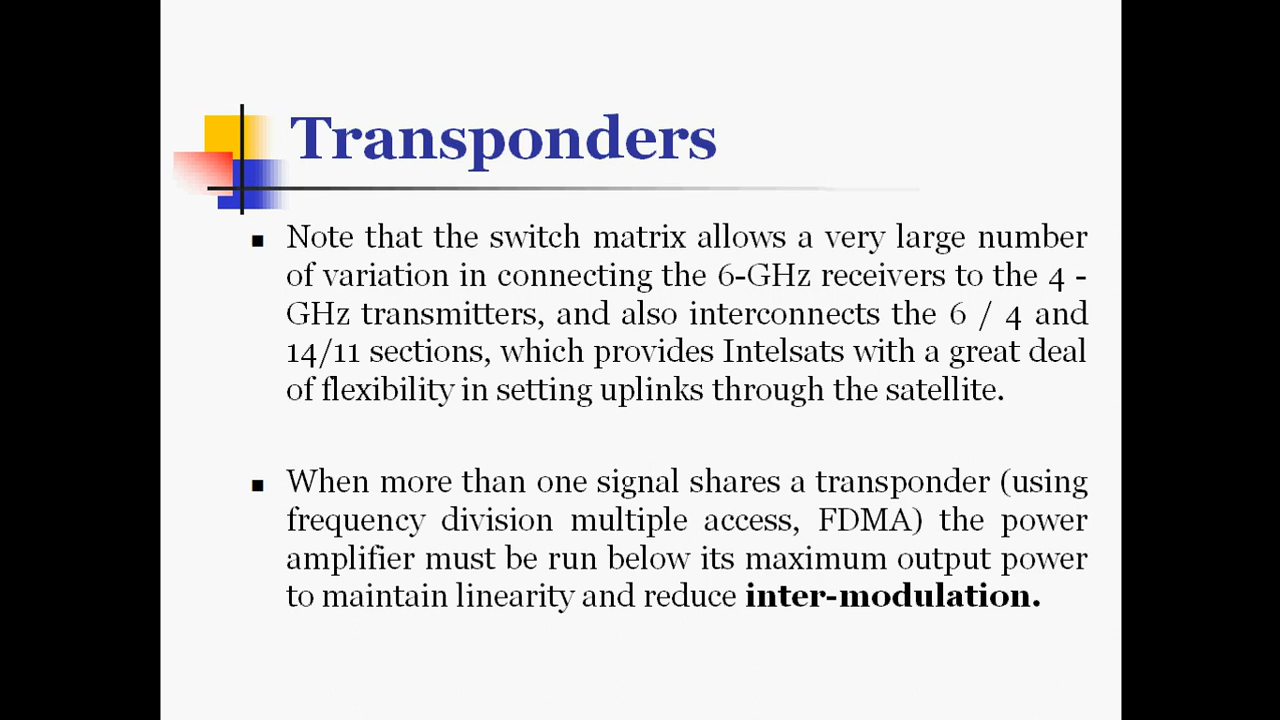 Transponders
▪ Note that the switch matrix allows a very large number
of variation in connecting the 6-GHz receivers to the 4 -
GHz transmitters, and also interconnects the 6 / 4 and
14/11 sections, which provides Intelsats with a great deal
of flexibility in setting uplinks through the satellite.
▪ When more than one signal shares a transponder (using
frequency division multiple access, FDMA) the power
amplifier must be run below its maximum output power
to maintain linearity and reduce inter-modulation.